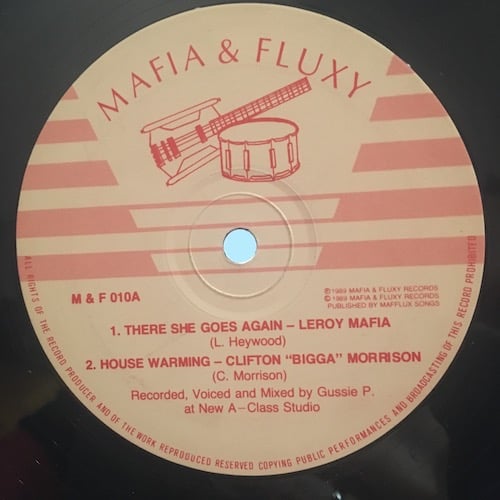 MAFIA & FLUXY
M & F 010A
℗1989 MAFIA & FLUXY RECORDS
©1989 MAFIA & FLUXY RECORDS
PUBLISHED BY MAFFLUX SONGS
1. THERE SHE GOES AGAIN – LEROY MAFIA
(L. Heywood)
2. HOUSE WARMING – CLIFTON "BIGGA" MORRISON
(C. Morrison)
Recorded, Voiced and Mixed by Gussie P.
at New A–Class Studio
ALL RIGHTS OF THE RECORD PRODUCER AND OF THE WORK REPRODUCED RESERVED COPYING PUBLIC PERFORMANCES AND BROADCASTING OF THIS RECORD PROHIBITED